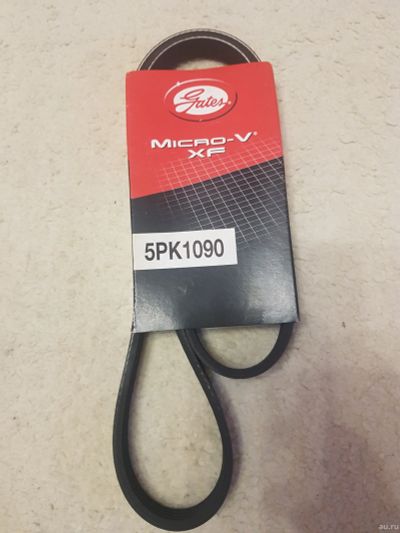 Gates
MICRO-V®
XF
5PK1090
au.ru